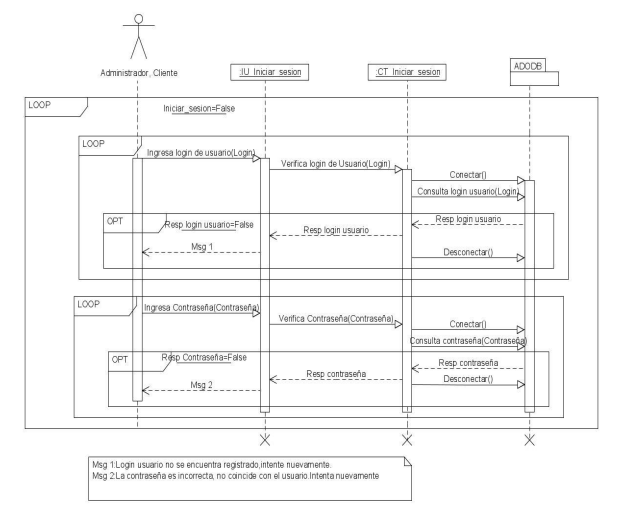 Administrador, Cliente
:IU_Iniciar_sesion
:CT_Iniciar_sesion
ADODB
LOOP
Iniciar_sesion=False
LOOP
Ingresa login de usuario(Login)
Verifica login de Usuario(Login)
Conectar()
Consulta login usuario(Login)
OPT
Resp login usuario=False
Resp login usuario
Resp login usuario
Msg 1
Desconectar()
LOOP
Ingresa Contraseña(Contraseña)
Verifica Contraseña(Contraseña)
Conectar()
Consulta contraseña(Contraseña)
OPT
Resp Contraseña=False
Resp contraseña
Resp contraseña
Desconectar()
Msg 2
Msg 1:Login usuario no se encuentra registrado,intente nuevamente.
Msg 2:La contraseña es incorrecta, no coincide con el usuario.Intenta nuevamente